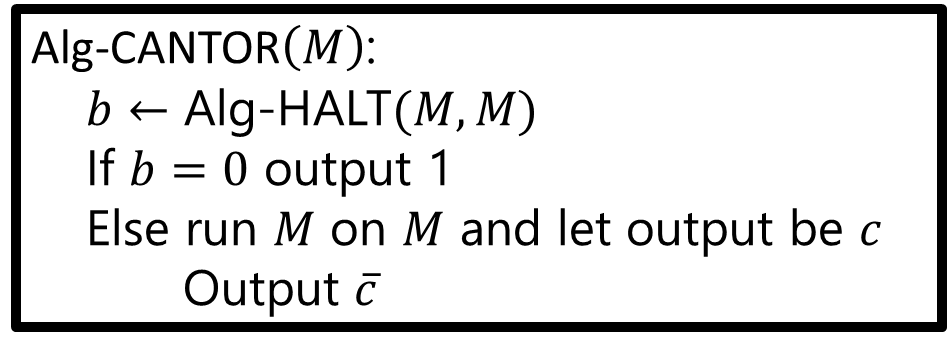 Alg-CANTOR(𝑀):
𝑏 ← Alg-HALT(𝑀, 𝑀)
If 𝑏 = 0 output 1
Else run 𝑀 on 𝑀 and let output be 𝑐
Output 𝑐̄